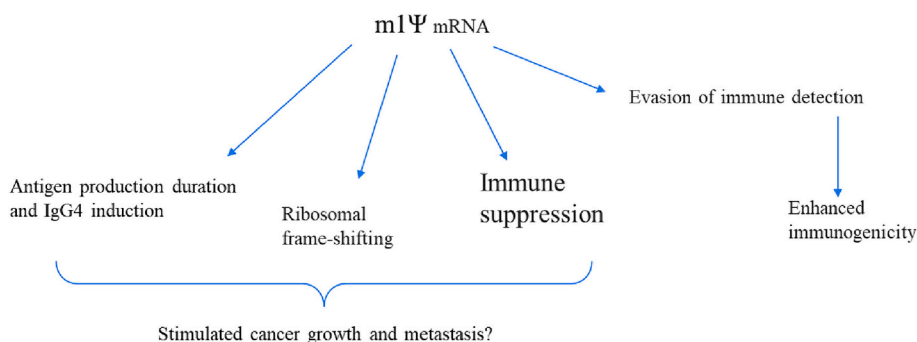 m1Ψ mRNA
Evasion of immune detection
Antigen production duration
and IgG4 induction
Ribosomal
frame-shifting
Immune
suppression
Enhanced
immunogenicity
Stimulated cancer growth and metastasis?